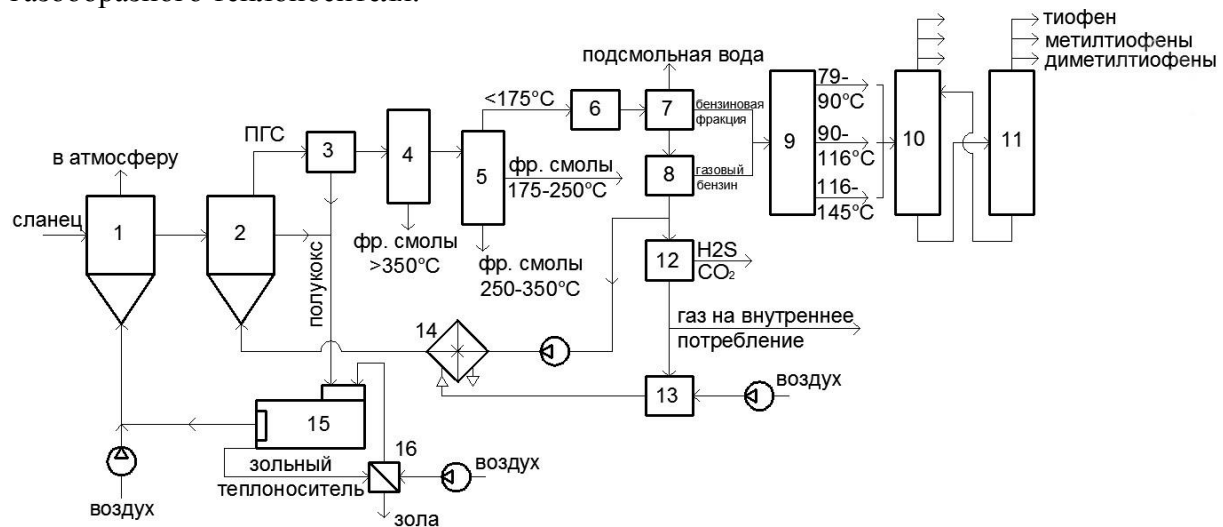 газообразного теплоносителя.
тиофен
метилтиофены
диметилтиофены
подсмольная вода
<175°С
6
7
бензиновая
фракция
79-
90°С
90-
116°С
116-
145°С
9
10
11
ПГС
3
4
5
фр. смолы
175-250°С
8
газовый
бензин
в атмосферу
сланец
1
2
фр. смолы
>350°С
фр. смолы
250-350°С
12
H2S
CO₂
полукокс
14
газ на внутреннее
потребление
13
воздух
15
16
зольный
теплоноситель
воздух
воздух
зола